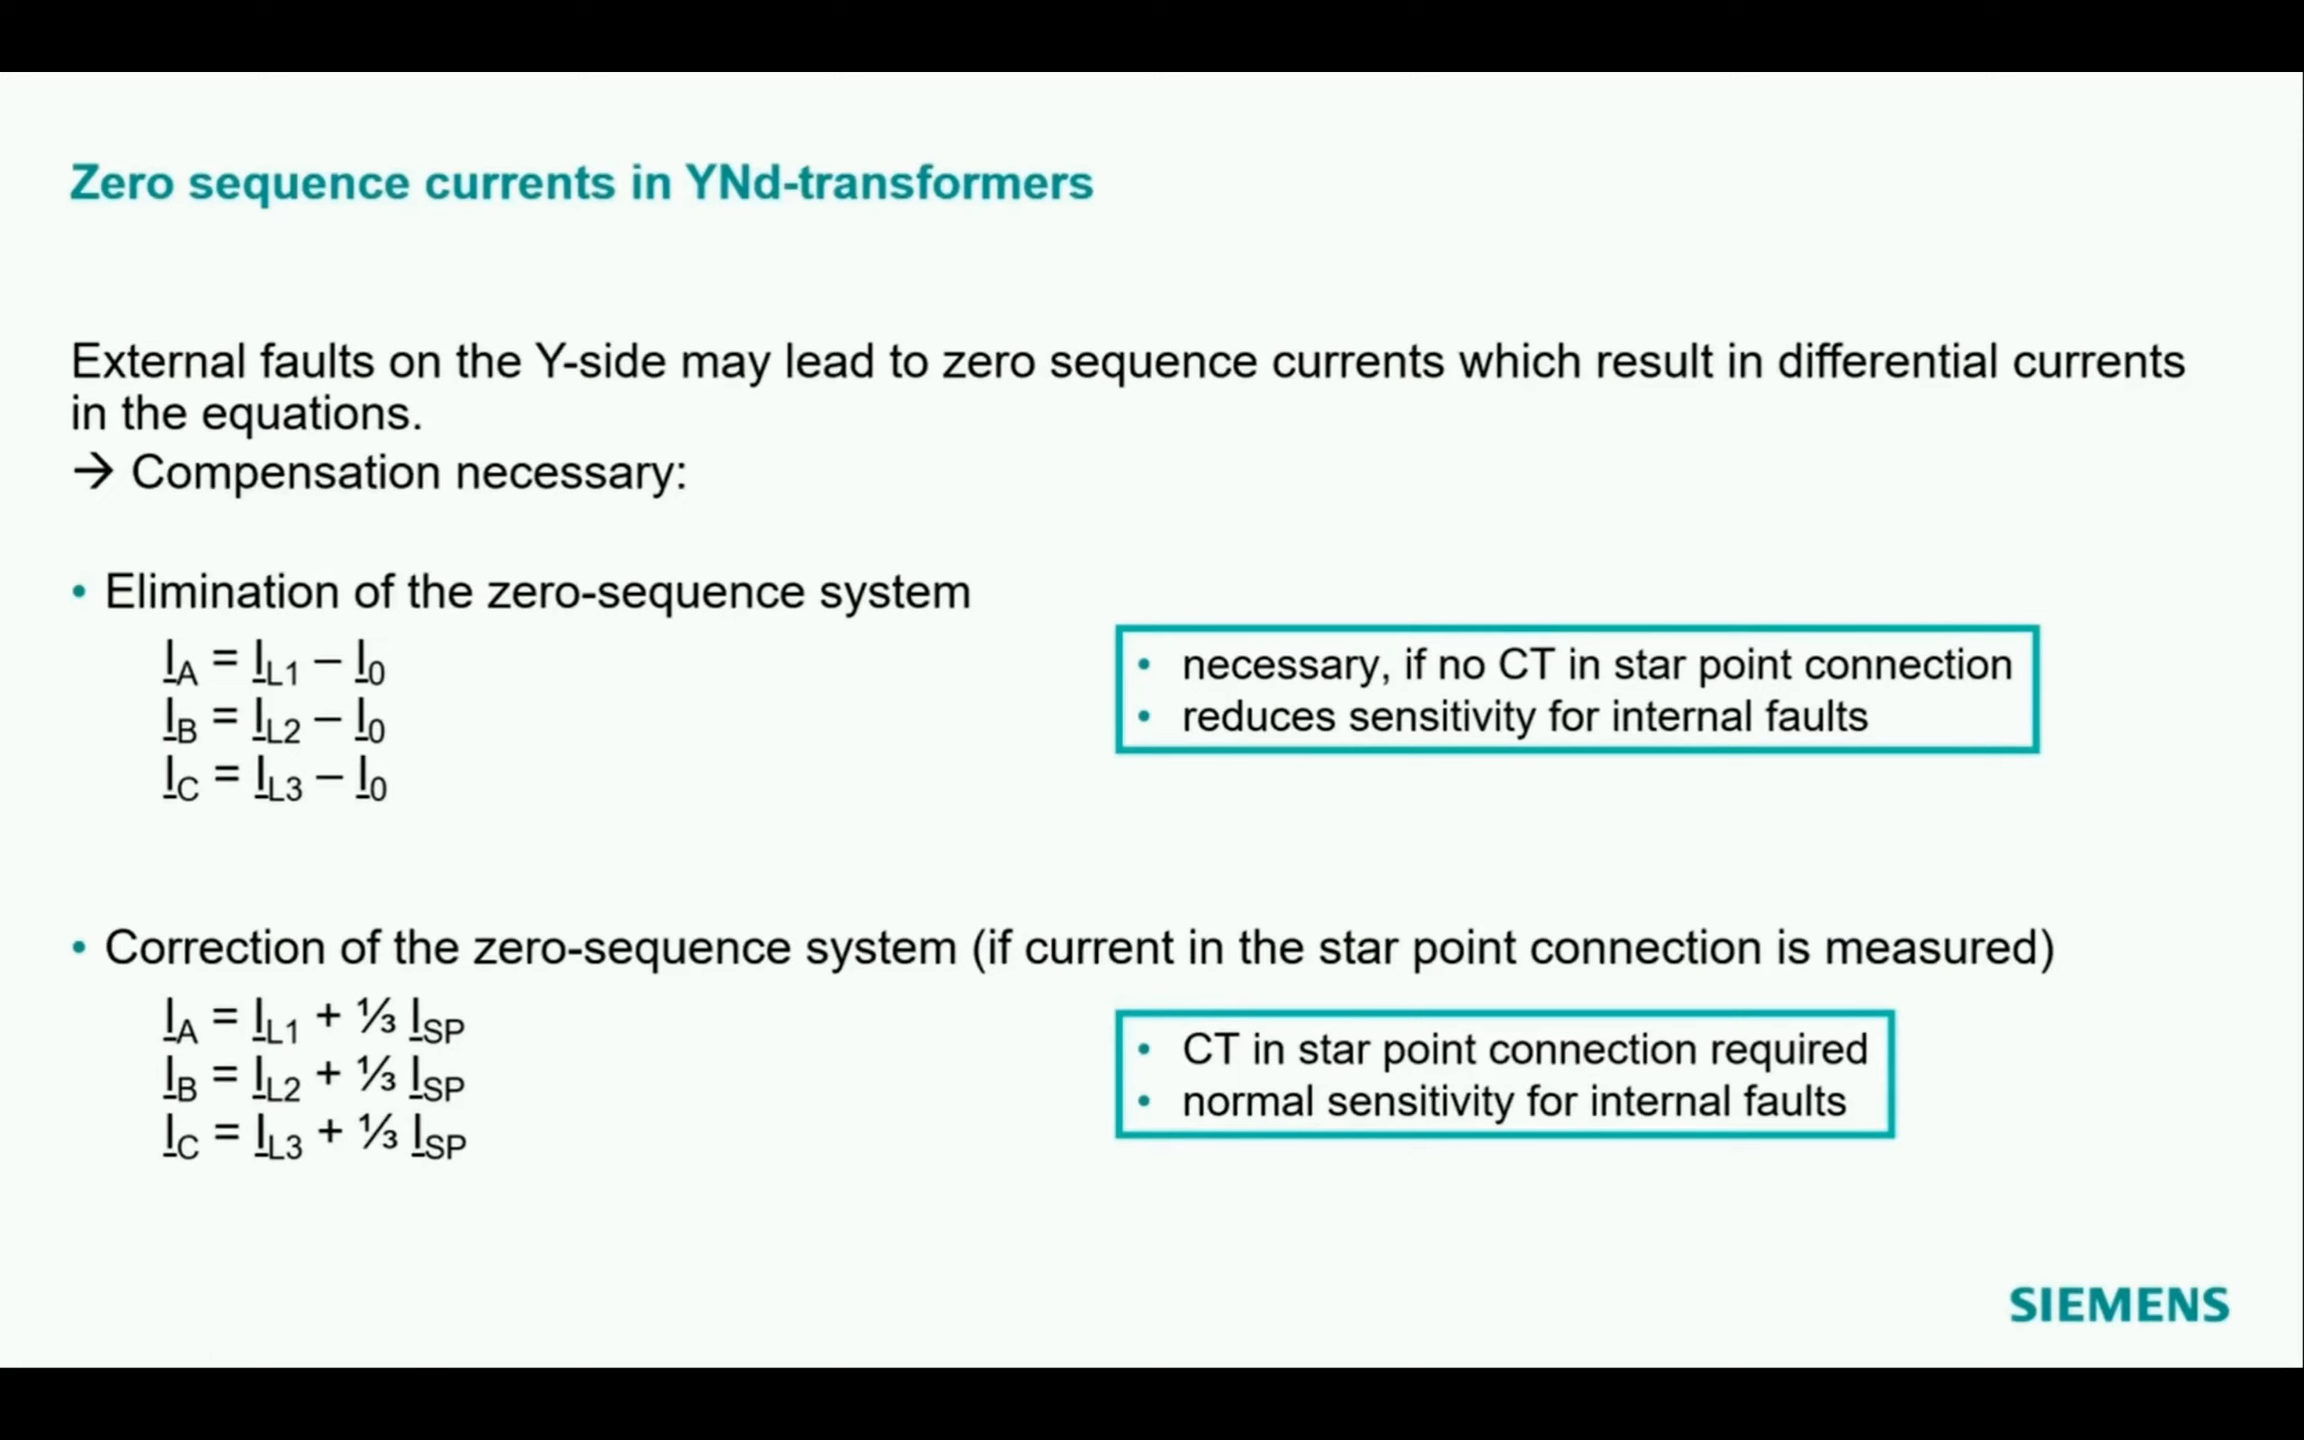 Zero sequence currents in YNd-transformers
External faults on the Y-side may lead to zero sequence currents which result in differential currents
in the equations.
→ Compensation necessary:
• Elimination of the zero-sequence system
I_A = I_L1 – I_0
I_B = I_L2 – I_0
I_C = I_L3 – I_0
• necessary, if no CT in star point connection
• reduces sensitivity for internal faults
• Correction of the zero-sequence system (if current in the star point connection is measured)
I_A = I_L1 + ⅓ I_SP
I_B = I_L2 + ⅓ I_SP
I_C = I_L3 + ⅓ I_SP
• CT in star point connection required
• normal sensitivity for internal faults
SIEMENS